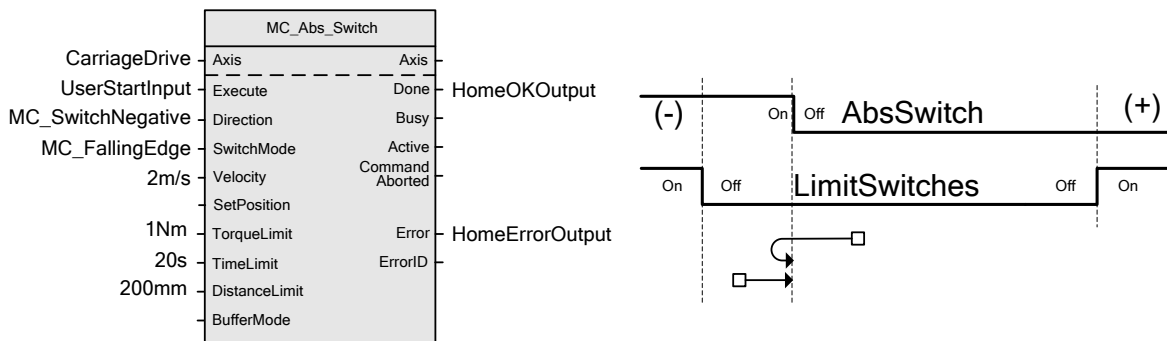 MC_Abs_Switch
CarriageDrive Axis Axis
UserStartInput Execute Done HomeOKOutput
MC_SwitchNegative Direction Busy
MC_FallingEdge SwitchMode Active
2m/s Velocity Command Aborted
SetPosition
1Nm TorqueLimit Error HomeErrorOutput
20s TimeLimit ErrorID
200mm DistanceLimit
BufferMode
(-) On Off AbsSwitch (+)
On Off LimitSwitches Off On